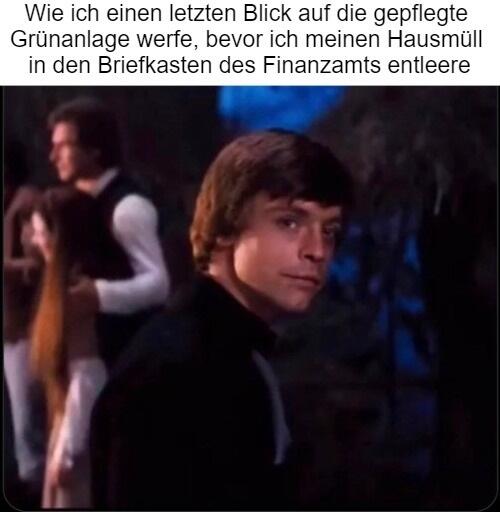 Wie ich einen letzten Blick auf die gepflegte
Grünanlage werfe, bevor ich meinen Hausmüll
in den Briefkasten des Finanzamts entleere